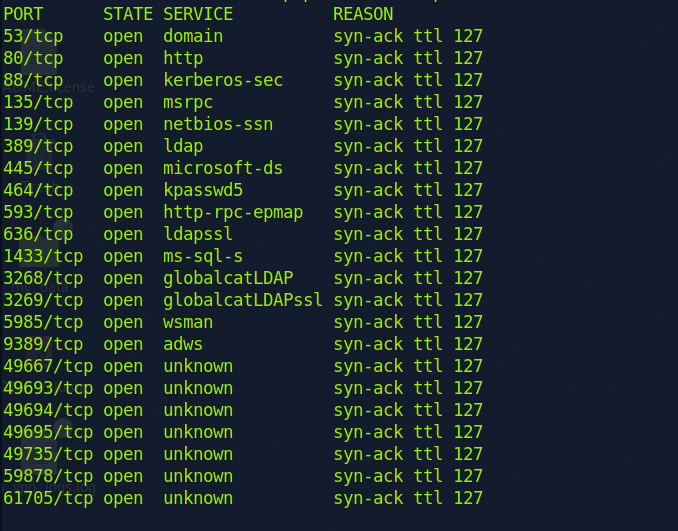 PORT STATE SERVICE REASON
53/tcp open domain syn-ack ttl 127
80/tcp open http syn-ack ttl 127
88/tcp open kerberos-sec syn-ack ttl 127
135/tcp open msrpc syn-ack ttl 127
139/tcp open netbios-ssn syn-ack ttl 127
389/tcp open ldap syn-ack ttl 127
445/tcp open microsoft-ds syn-ack ttl 127
464/tcp open kpasswd5 syn-ack ttl 127
593/tcp open http-rpc-epmap syn-ack ttl 127
636/tcp open ldapssl syn-ack ttl 127
1433/tcp open ms-sql-s syn-ack ttl 127
3268/tcp open globalcatLDAP syn-ack ttl 127
3269/tcp open globalcatLDAPssl syn-ack ttl 127
5985/tcp open wsman syn-ack ttl 127
9389/tcp open adws syn-ack ttl 127
49667/tcp open unknown syn-ack ttl 127
49693/tcp open unknown syn-ack ttl 127
49694/tcp open unknown syn-ack ttl 127
49695/tcp open unknown syn-ack ttl 127
49735/tcp open unknown syn-ack ttl 127
59878/tcp open unknown syn-ack ttl 127
61705/tcp open unknown syn-ack ttl 127